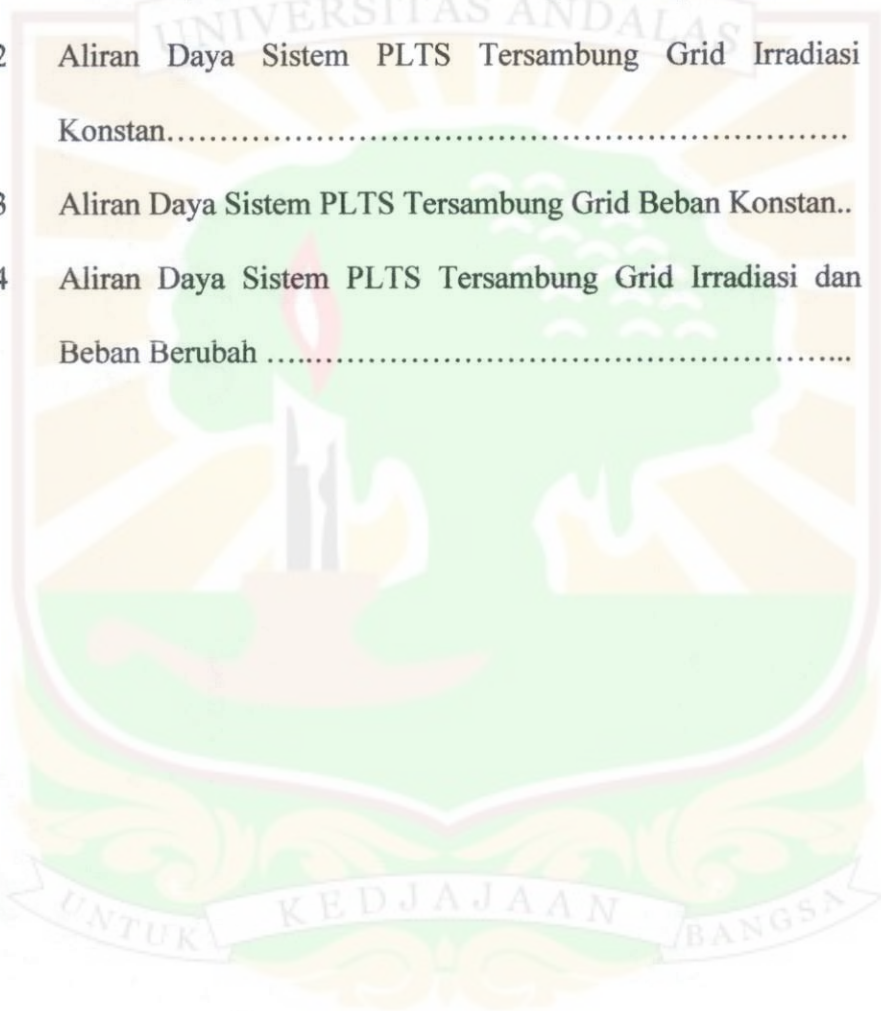 UNIVERSITAS ANDALAS
2 Aliran Daya Sistem PLTS Tersambung Grid Irradiasi
Konstan……………………………………………………………
3 Aliran Daya Sistem PLTS Tersambung Grid Beban Konstan..
4 Aliran Daya Sistem PLTS Tersambung Grid Irradiasi dan
Beban Berubah …………………………………………………...
UNTUK KEDJAJAAN BANGSA